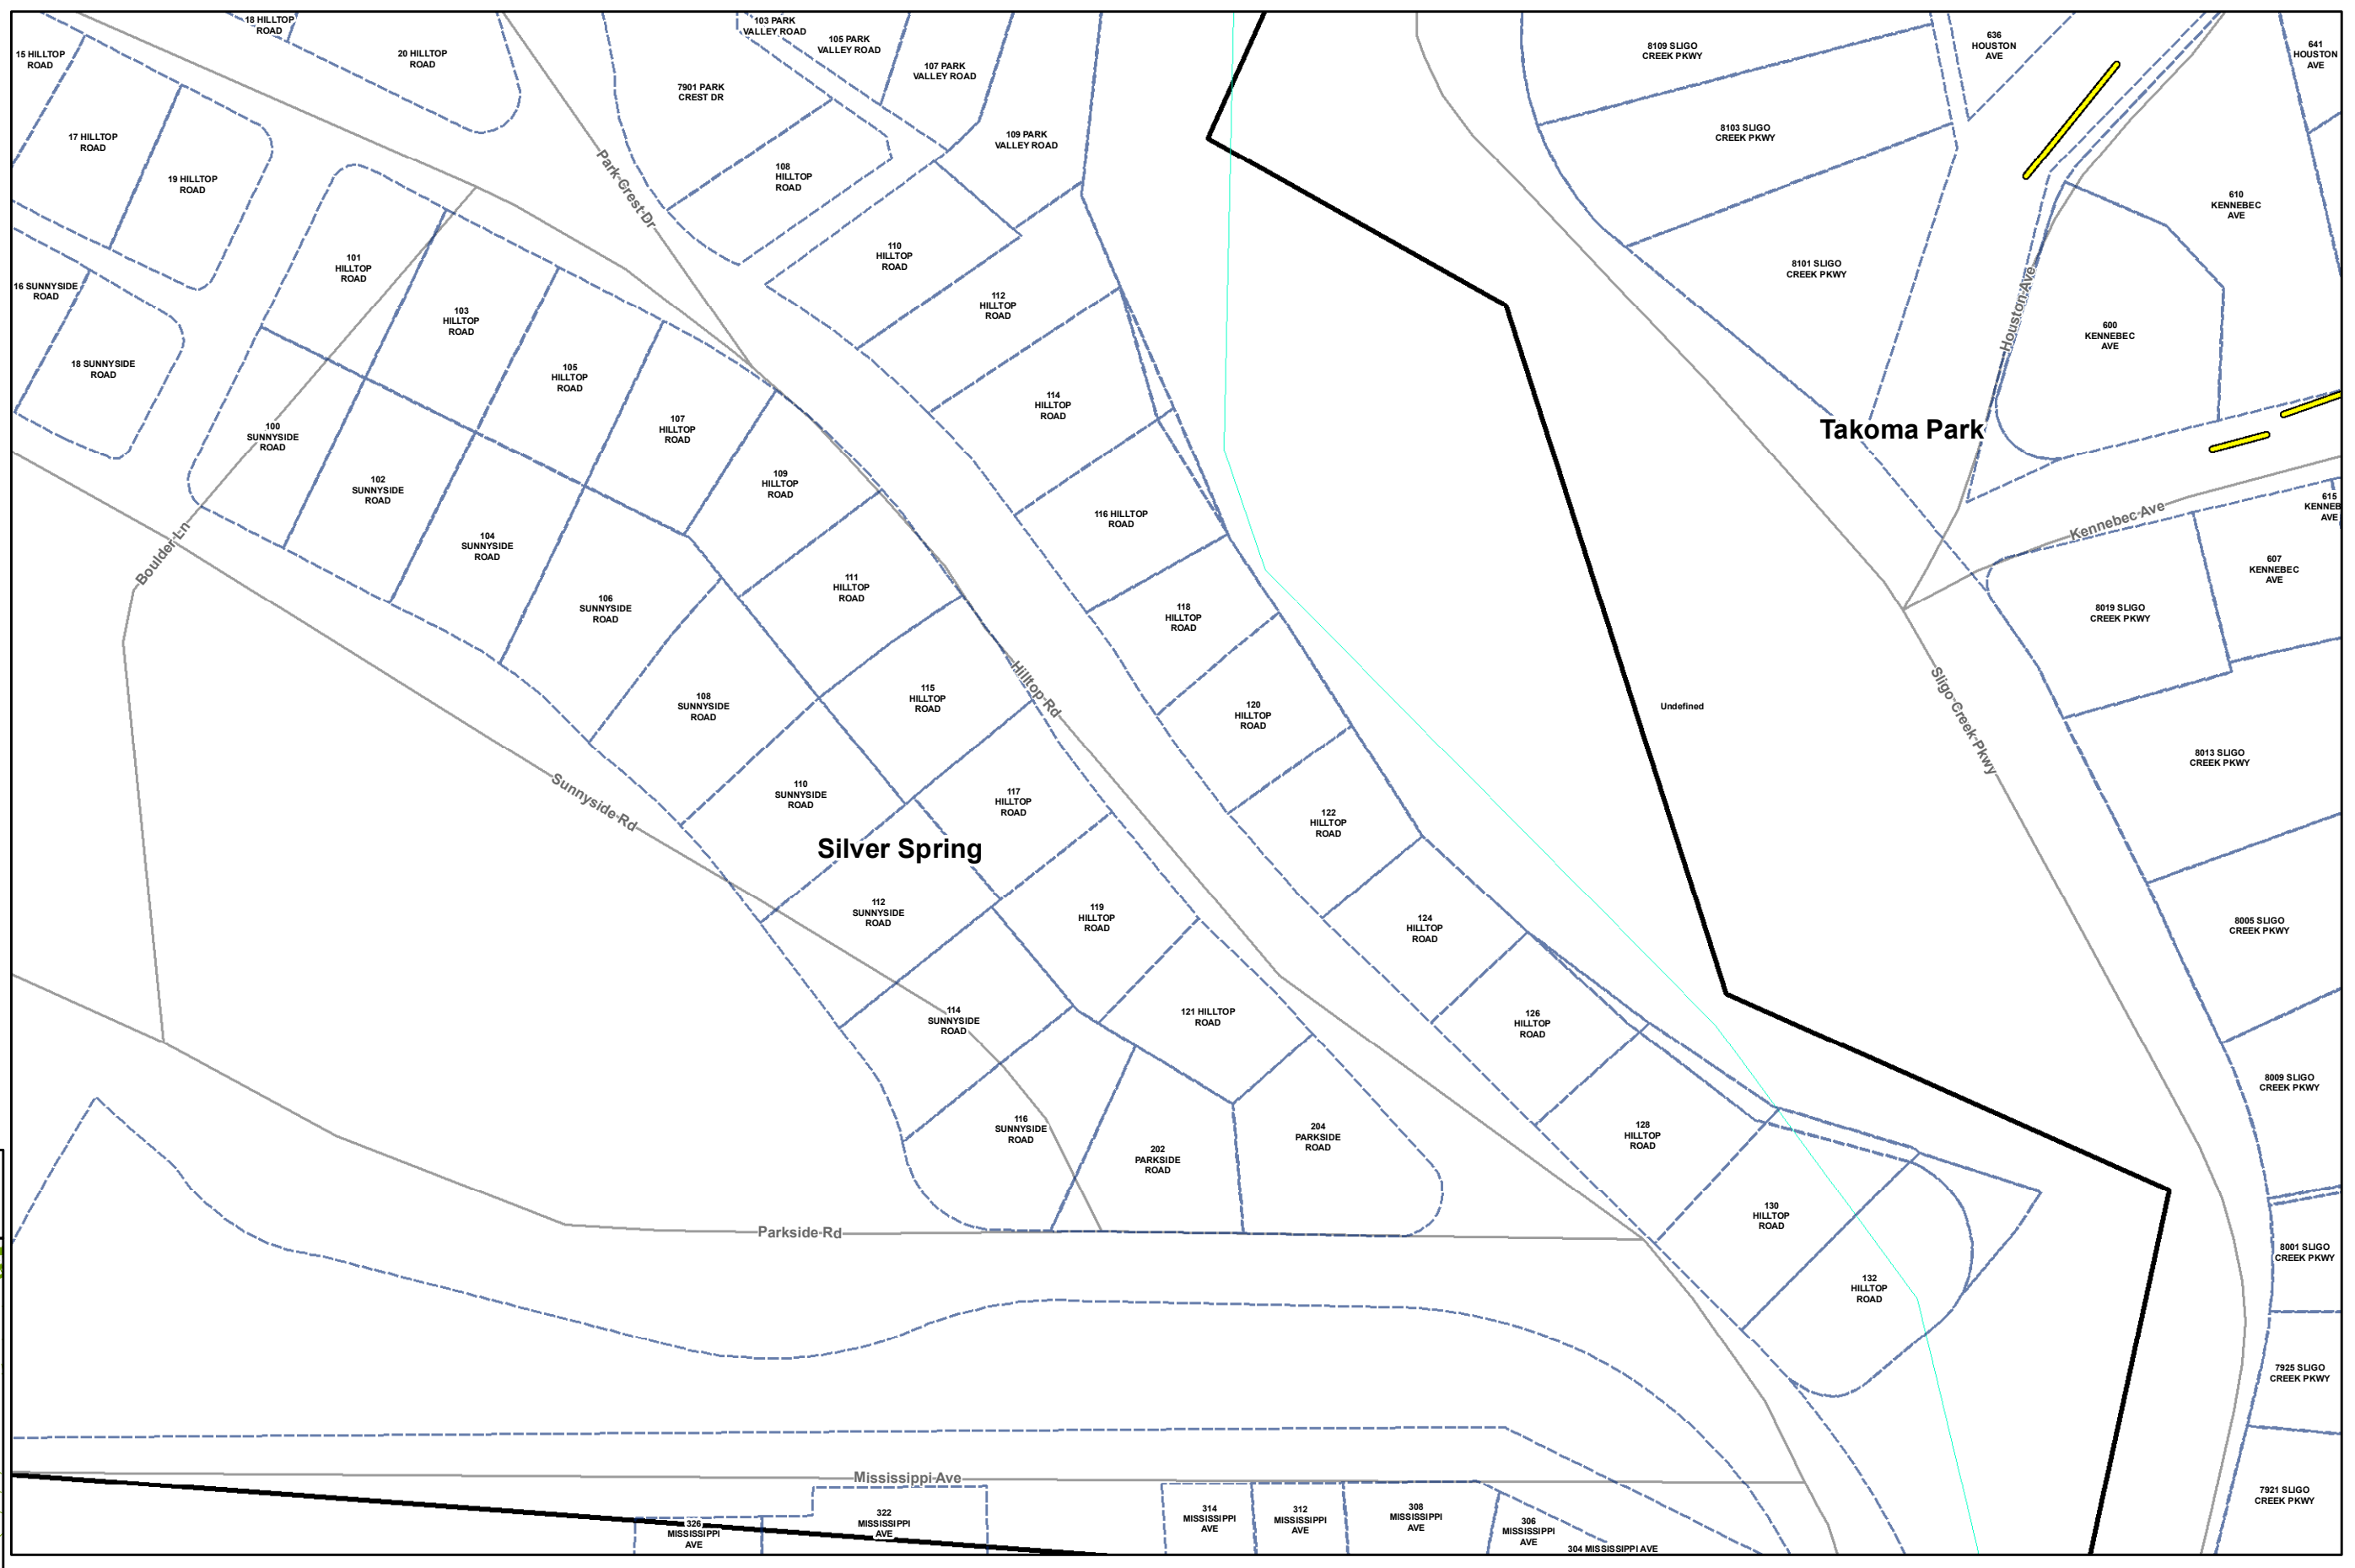 18 HILLTOP
ROAD
103 PARK
VALLEY ROAD
105 PARK
VALLEY ROAD
636
HOUSTON
AVE
641
HOUSTON
AVE
15 HILLTOP
ROAD
20 HILLTOP
ROAD
107 PARK
VALLEY ROAD
8109 SLIGO
CREEK PKWY
7901 PARK
CREST DR
17 HILLTOP
ROAD
109 PARK
VALLEY ROAD
8103 SLIGO
CREEK PKWY
19 HILLTOP
ROAD
Park Crest Dr
108
HILLTOP
ROAD
610
KENNEBEC
AVE
101
HILLTOP
ROAD
110
HILLTOP
ROAD
8101 SLIGO
CREEK PKWY
16 SUNNYSIDE
ROAD
103
HILLTOP
ROAD
112
HILLTOP
ROAD
Houston Ave
600
KENNEBEC
AVE
18 SUNNYSIDE
ROAD
105
HILLTOP
ROAD
114
HILLTOP
ROAD
107
HILLTOP
ROAD
Takoma Park
100
SUNNYSIDE
ROAD
102
SUNNYSIDE
ROAD
109
HILLTOP
ROAD
116 HILLTOP
ROAD
615
KENNEB
AVE
Kennebec Ave
Boulder Ln
104
SUNNYSIDE
ROAD
111
HILLTOP
ROAD
607
KENNEBEC
AVE
106
SUNNYSIDE
ROAD
118
HILLTOP
ROAD
8019 SLIGO
CREEK PKWY
108
SUNNYSIDE
ROAD
115
HILLTOP
ROAD
Hilltop Rd
120
HILLTOP
ROAD
Undefined
Sligo Creek Pkwy
8013 SLIGO
CREEK PKWY
Sunnyside Rd
110
SUNNYSIDE
ROAD
117
HILLTOP
ROAD
122
HILLTOP
ROAD
Silver Spring
112
SUNNYSIDE
ROAD
119
HILLTOP
ROAD
124
HILLTOP
ROAD
8005 SLIGO
CREEK PKWY
114
SUNNYSIDE
ROAD
121 HILLTOP
ROAD
126
HILLTOP
ROAD
8009 SLIGO
CREEK PKWY
116
SUNNYSIDE
ROAD
204
PARKSIDE
ROAD
128
HILLTOP
ROAD
202
PARKSIDE
ROAD
130
HILLTOP
ROAD
Parkside Rd
8001 SLIGO
CREEK PKWY
132
HILLTOP
ROAD
7925 SLIGO
CREEK PKWY
Mississippi Ave
7921 SLIGO
CREEK PKWY
326
MISSISSIPPI
AVE
322
MISSISSIPPI
AVE
314
MISSISSIPPI
AVE
312
MISSISSIPPI
AVE
308
MISSISSIPPI
AVE
306
MISSISSIPPI
AVE
304 MISSISSIPPI AVE